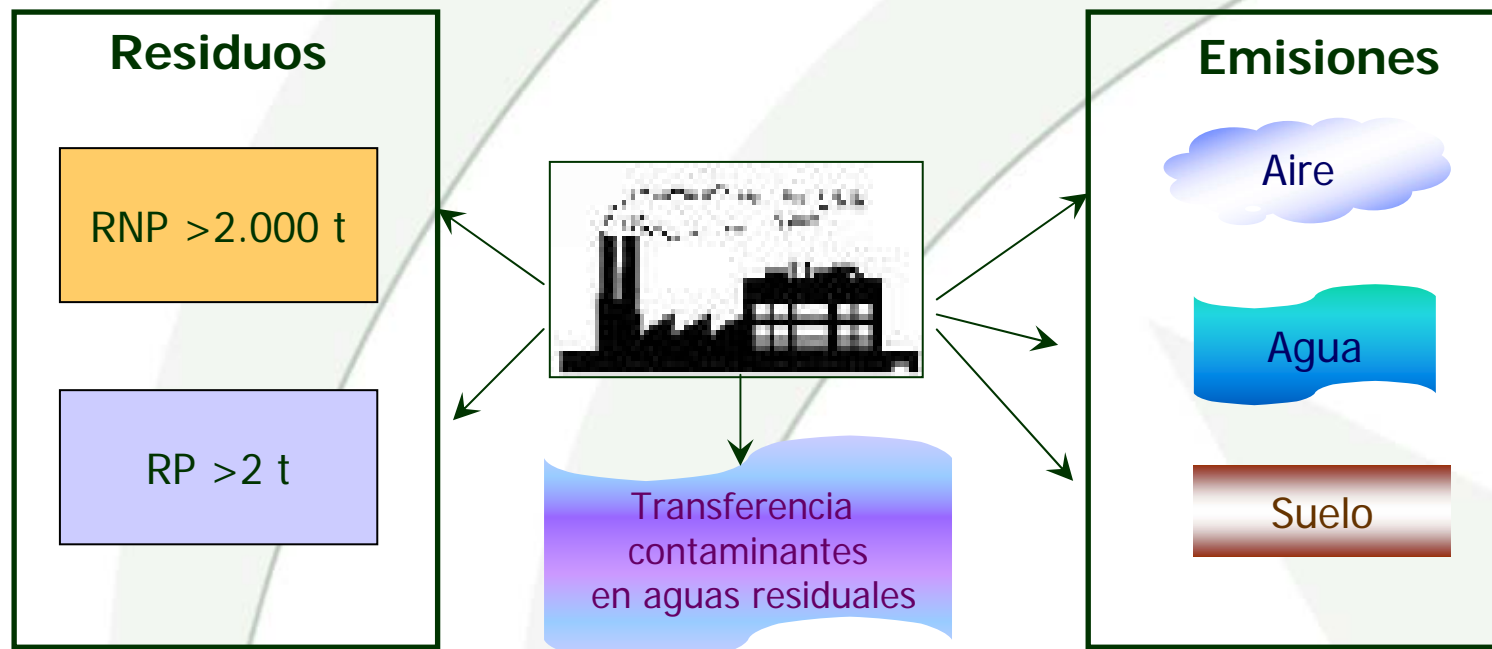 Residuos
RNP >2.000 t
RP >2 t
Transferencia
contaminantes
en aguas residuales
Emisiones
Aire
Agua
Suelo